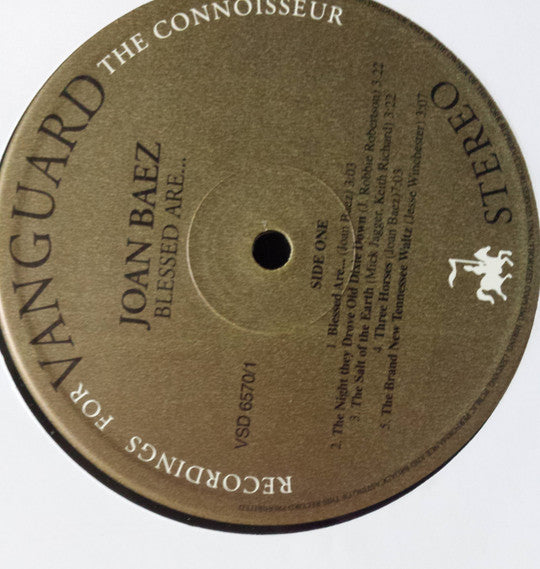 RECORDINGS FOR
VANGUARD
THE CONNOISSEUR
JOAN BAEZ
BLESSED ARE...
STEREO
VSD 6570/1
SIDE ONE
1 Blessed Are... (Joan Baez) 3:03
2. The Night they Drove Old Dixie Down (J. Robbie Robertson) 3:22
3. The Salt of the Earth (Mick Jagger, Keith Richard) 3:22
4. Three Horses (Joan Baez) 7:03
5. The Brand New Tennessee Waltz (Jesse Winchester) 3:07